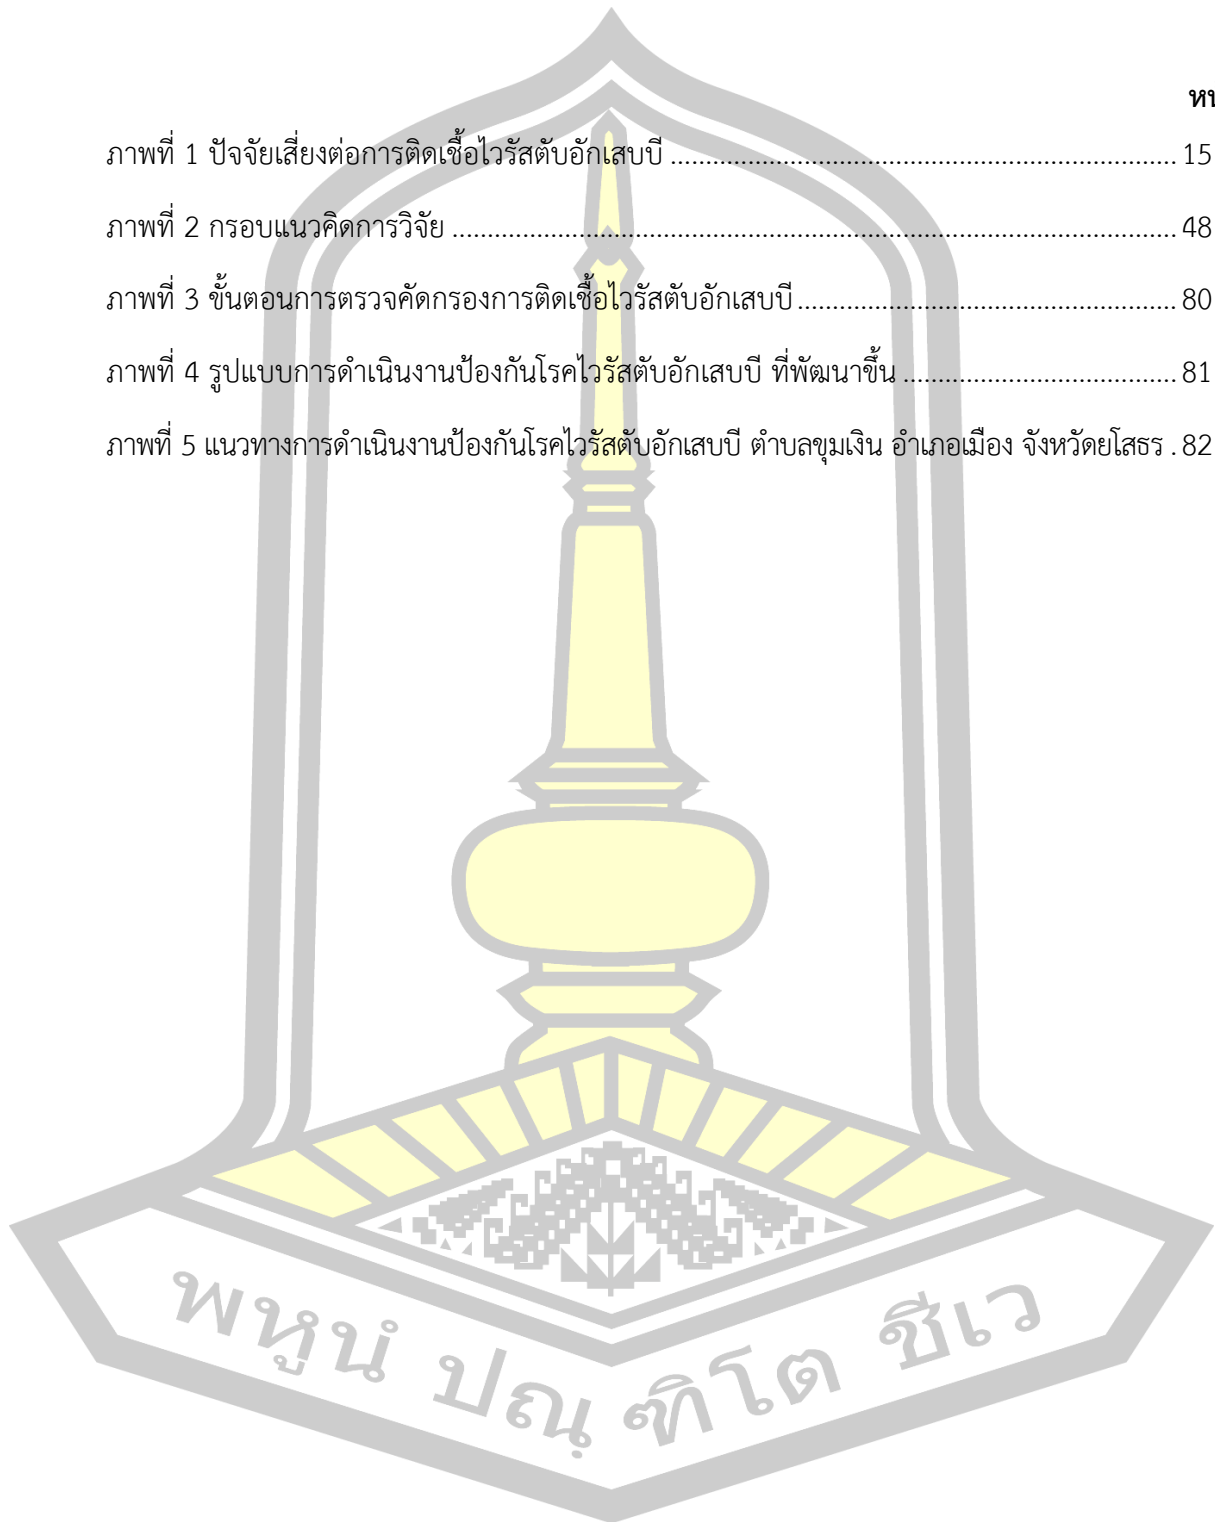 ภาพที่ 1 ปัจจัยเสี่ยงต่อการติดเชื้อไวรัสตับอักเสบบี ........................................................................ 15
ภาพที่ 2 กรอบแนวคิดการวิจัย ........................................................................ 48
ภาพที่ 3 ขั้นตอนการตรวจคัดกรองการติดเชื้อไวรัสตับอักเสบบี ........................................................................ 80
ภาพที่ 4 รูปแบบการดำเนินงานป้องกันโรคไวรัสตับอักเสบบี ที่พัฒนาขึ้น ........................................................................ 81
ภาพที่ 5 แนวทางการดำเนินงานป้องกันโรคไวรัสตับอักเสบบี ตำบลขุมเงิน อำเภอเมือง จังหวัดยโสธร . 82
พหูนํ ปณฺ ฑิโต ชีเว